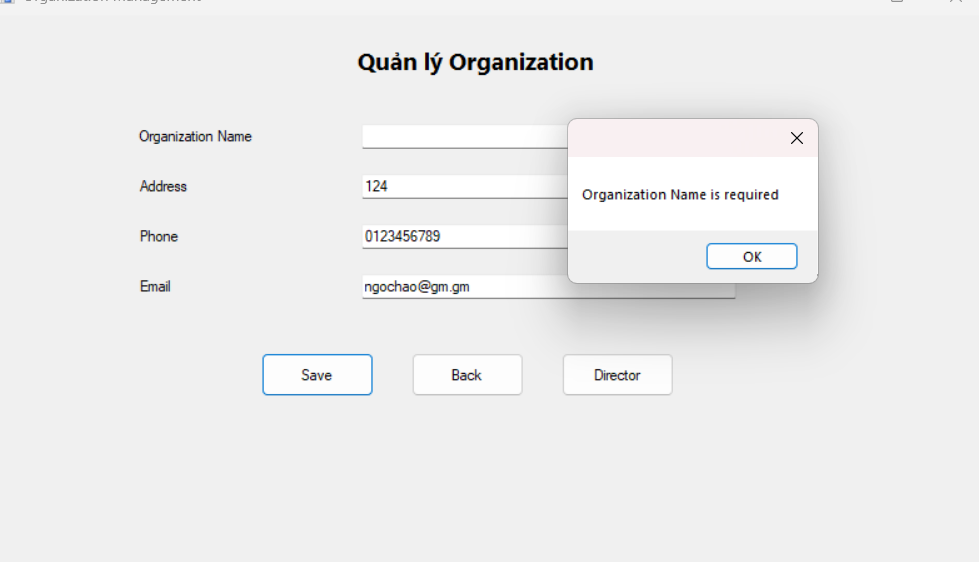 Quản lý Organization
Organization Name
Organization Name is required
Address
124
Phone
0123456789
OK
Email
ngochao@gm.gm
Save
Back
Director